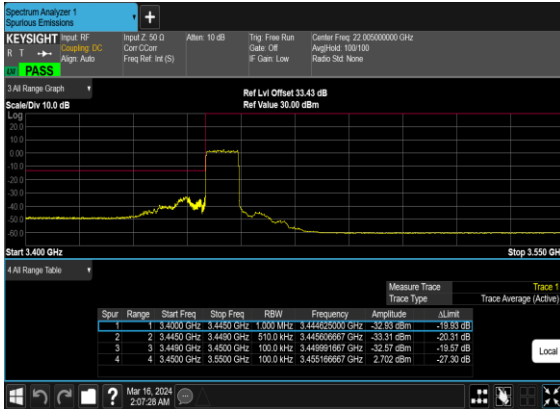 Spectrum Analyzer 1
Spurious Emissions
KEYSIGHT Input: RF Input Z: 50 Ω Atten: 10 dB Trig: Free Run Center Freq: 22.005000000 GHz
R T Coupling: DC Corr CCorr Gate: Off Avg|Hold: 100/100
Align: Auto Freq Ref: Int (S) IF Gain: Low Radio Std: None
PASS
3 All Range Graph
Ref Lvl Offset 33.43 dB
Scale/Div 10.0 dB Ref Value 30.00 dBm
Log
20.0
10.0
0.00
-10.0
-20.0
-30.0
-40.0
-50.0
-60.0
Start 3.400 GHz Stop 3.550 GH
4 All Range Table
Measure Trace Trace 1
Trace Type Trace Average (Active)
Spur Range Start Freq Stop Freq RBW Frequency Amplitude ΔLimit
1 1 3.4000 GHz 3.4450 GHz 1.000 MHz 3.444625000 GHz -32.93 dBm -19.93 dB
2 2 3.4450 GHz 3.4490 GHz 510.0 kHz 3.445606667 GHz -33.31 dBm -20.31 dB
3 3 3.4490 GHz 3.4500 GHz 100.0 kHz 3.449991667 GHz -32.57 dBm -19.57 dB
4 4 3.4500 GHz 3.5500 GHz 100.0 kHz 3.455166667 GHz 2.702 dBm -27.30 dB
Local
? Mar 16, 2024
2:07:28 AM